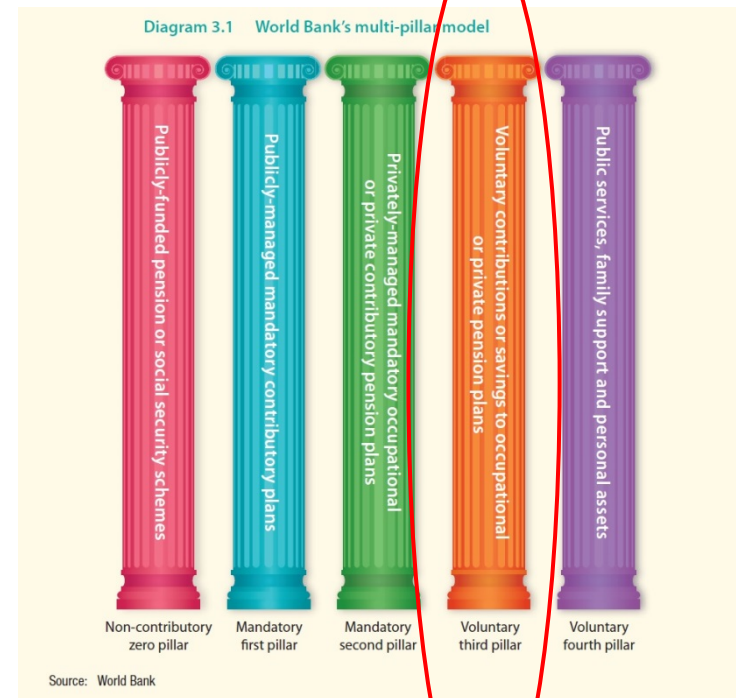 Diagram 3.1 World Bank's multi-pillar model
Publicly-funded pension or social security schemes
Publicly-managed mandatory contributory plans
Privately-managed mandatory occupational
or private contributory pension plans
Voluntary contributions or savings to occupational
or private pension plans
Public services, family support and personal assets
Non-contributory
zero pillar
Mandatory
first pillar
Mandatory
second pillar
Voluntary
third pillar
Voluntary
fourth pillar
Source: World Bank